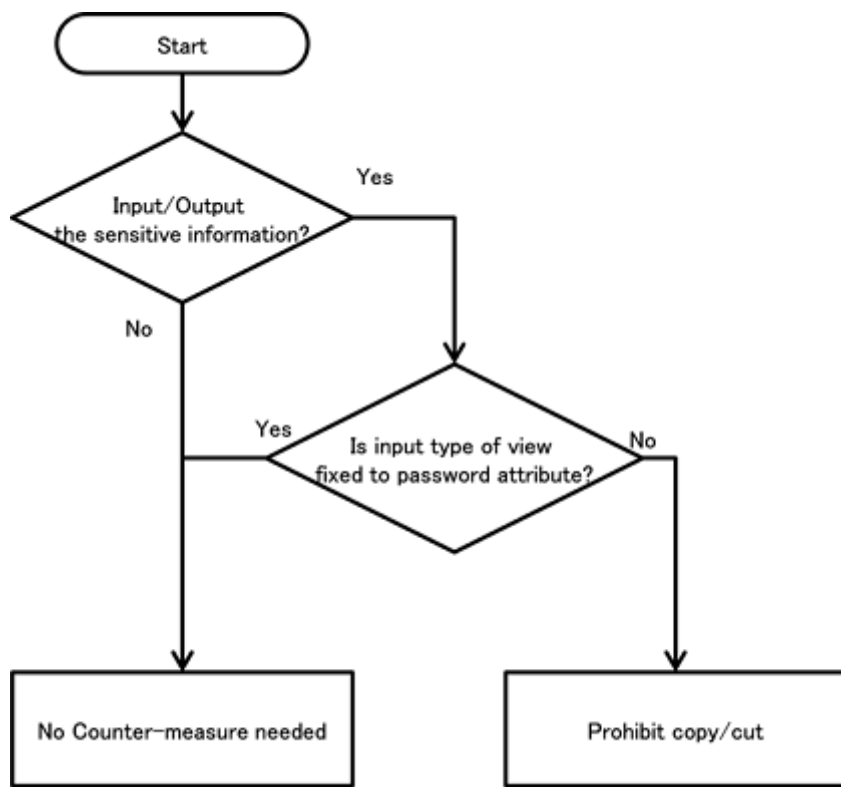 Start
Yes
Input/Output
the sensitive information?
No
Yes
Is input type of view
fixed to password attribute?
No
No Counter-measure needed
Prohibit copy/cut